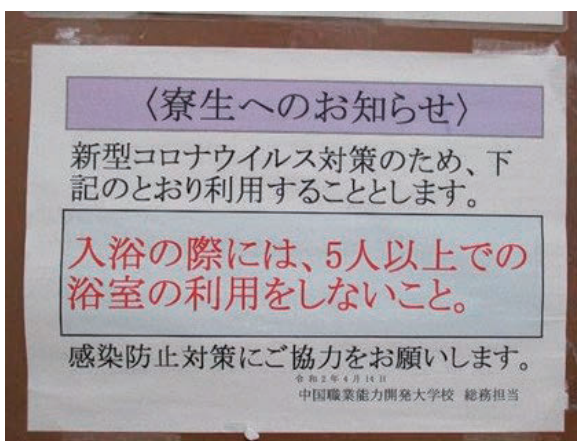 〈寮生へのお知らせ〉
新型コロナウイルス対策のため、下
記のとおり利用することとします。
入浴の際には、5人以上での
浴室の利用をしないこと。
感染防止対策にご協力をお願いします。
令和2年4月14日
中国職業能力開発大学校 総務担当